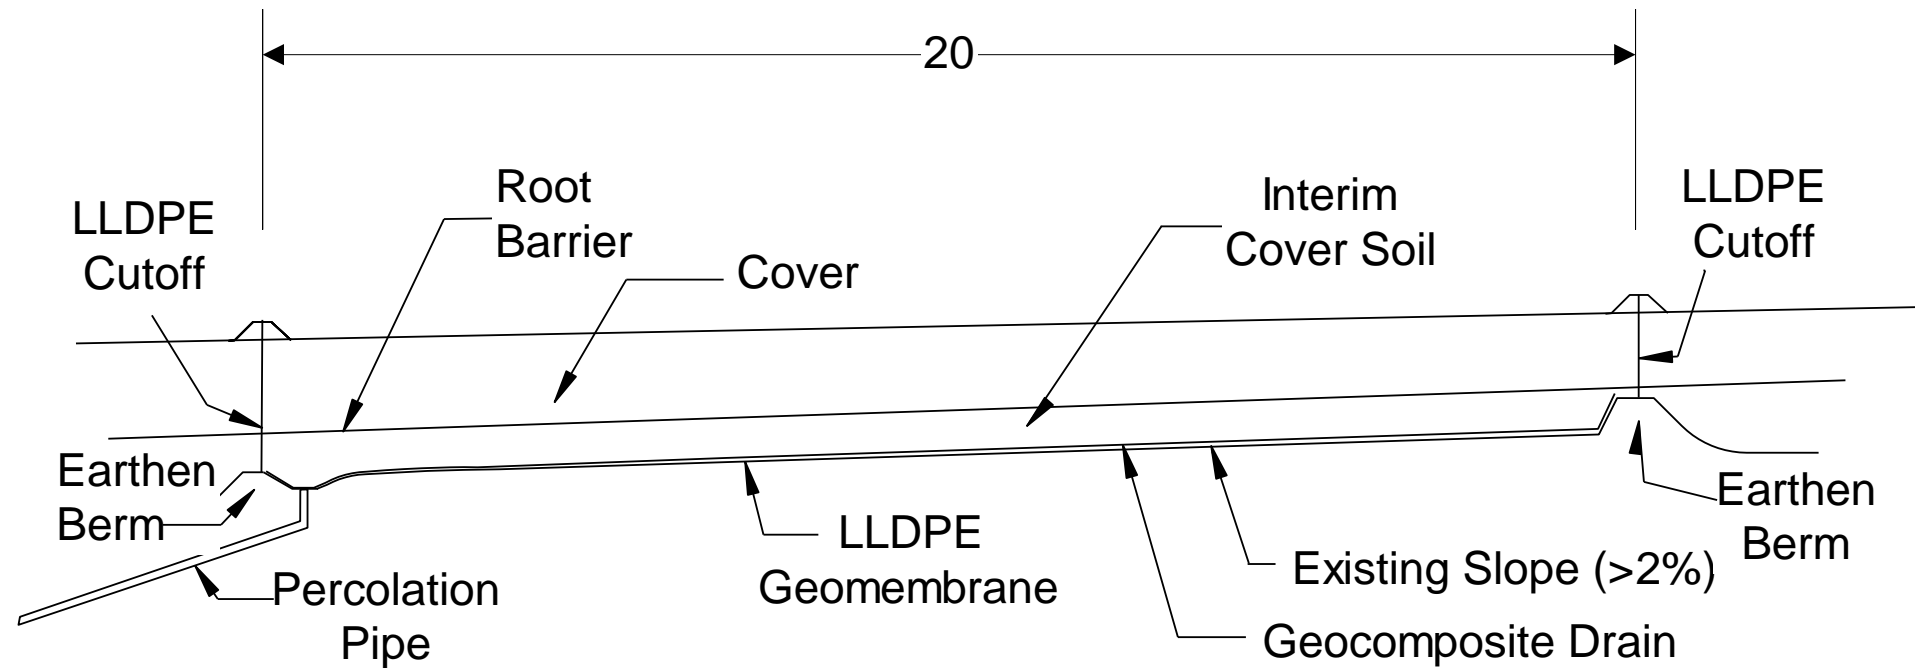 20
Root
Barrier
Interim
Cover Soil
LLDPE
Cutoff
LLDPE
Cutoff
Cover
Earthen
Berm
Earthen
Berm
LLDPE
Geomembrane
Existing Slope (>2%)
Percolation
Pipe
Geocomposite Drain